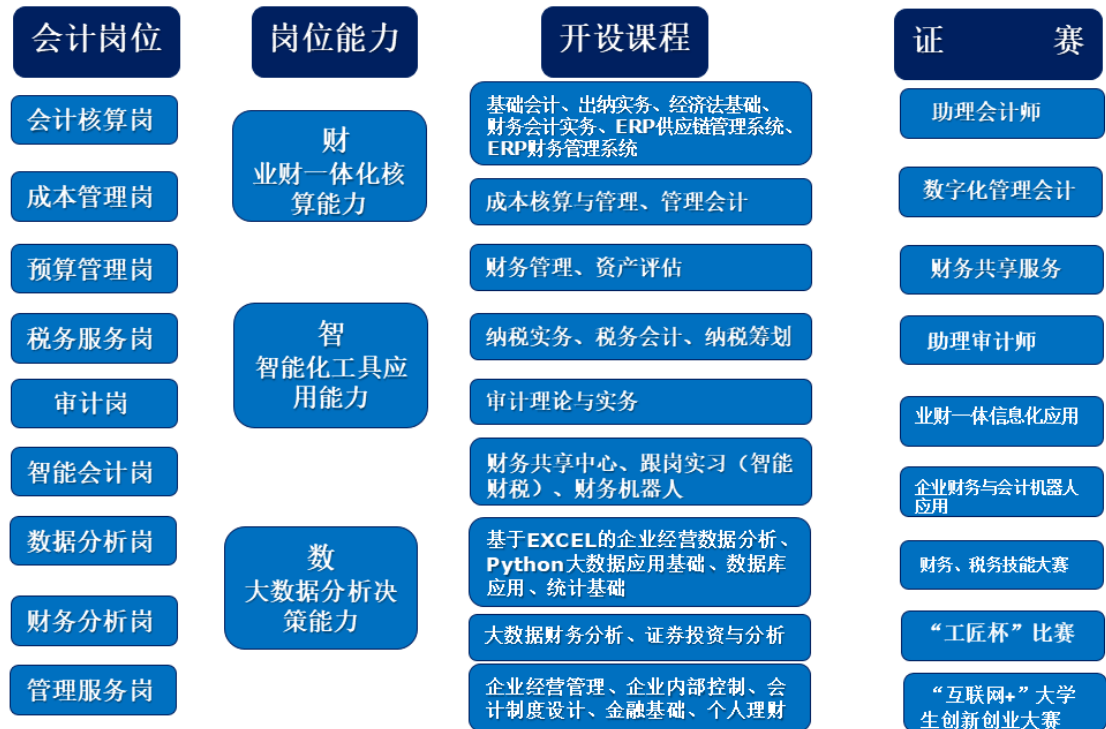 会计岗位
岗位能力
开设课程
证 赛
会计核算岗
成本管理岗
预算管理岗
税务服务岗
审计岗
智能会计岗
数据分析岗
财务分析岗
管理服务岗
财
业财一体化核
算能力
智
智能化工具应
用能力
数
大数据分析决
策能力
基础会计、出纳实务、经济法基础、
财务会计实务、ERP供应链管理系统、
ERP财务管理系统
成本核算与管理、管理会计
财务管理、资产评估
纳税实务、税务会计、纳税筹划
审计理论与实务
财务共享中心、跟岗实习（智能
财税）、财务机器人
基于EXCEL的企业经营数据分析、
Python大数据应用基础、数据库
应用、统计基础
大数据财务分析、证券投资与分析
企业经营管理、企业内部控制、会
计制度设计、金融基础、个人理财
助理会计师
数字化管理会计
财务共享服务
助理审计师
业财一体信息化应用
企业财务与会计机器人
应用
财务、税务技能大赛
“工匠杯”比赛
“互联网+”大学
生创新创业大赛